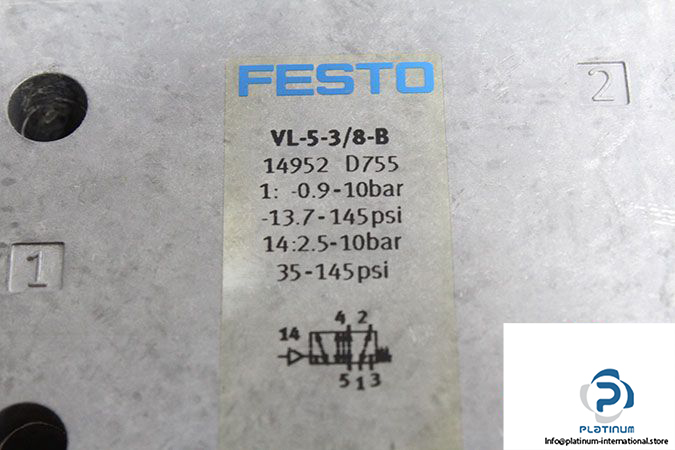 FESTO
2
VL-5-3/8-B
14952 D755
1: -0.9-10bar
-13.7-145psi
14:2.5-10bar
35-145psi
1
4 2
14
5 1 3
PLATINUM
Info@platinum-international.store